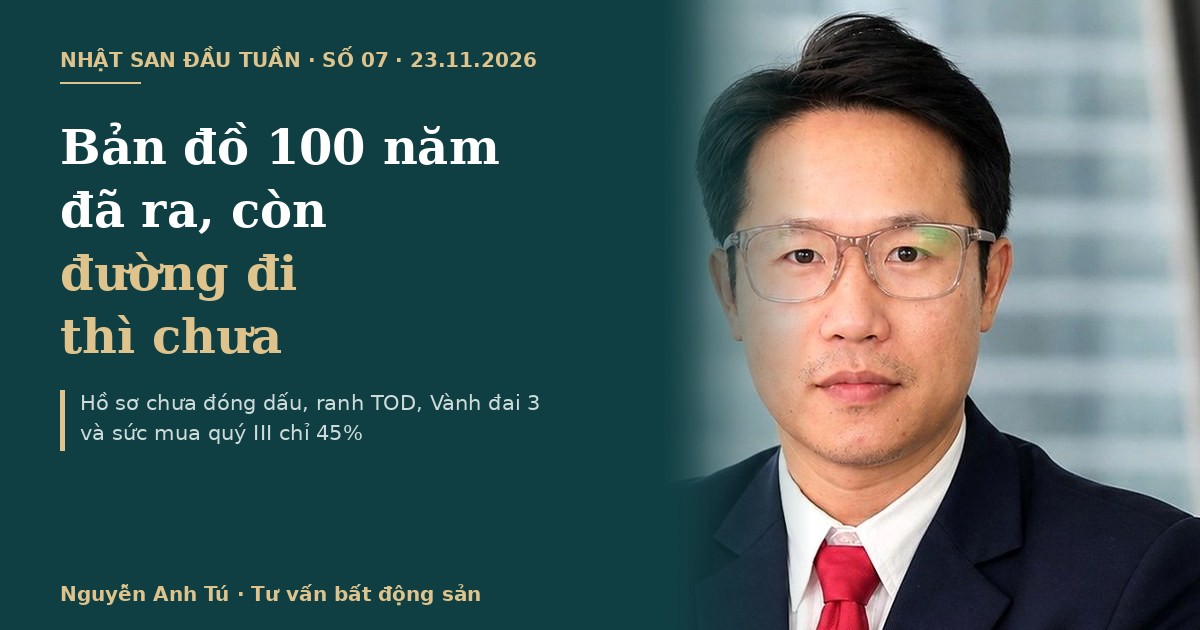 NHẬT SAN ĐẦU TUẦN · SỐ 07 · 23.11.2026
Bản đồ 100 năm
đã ra, còn
đường đi
thì chưa
Hồ sơ chưa đóng dấu, ranh TOD, Vành đai 3
và sức mua quý III chỉ 45%
Nguyễn Anh Tú · Tư vấn bất động sản